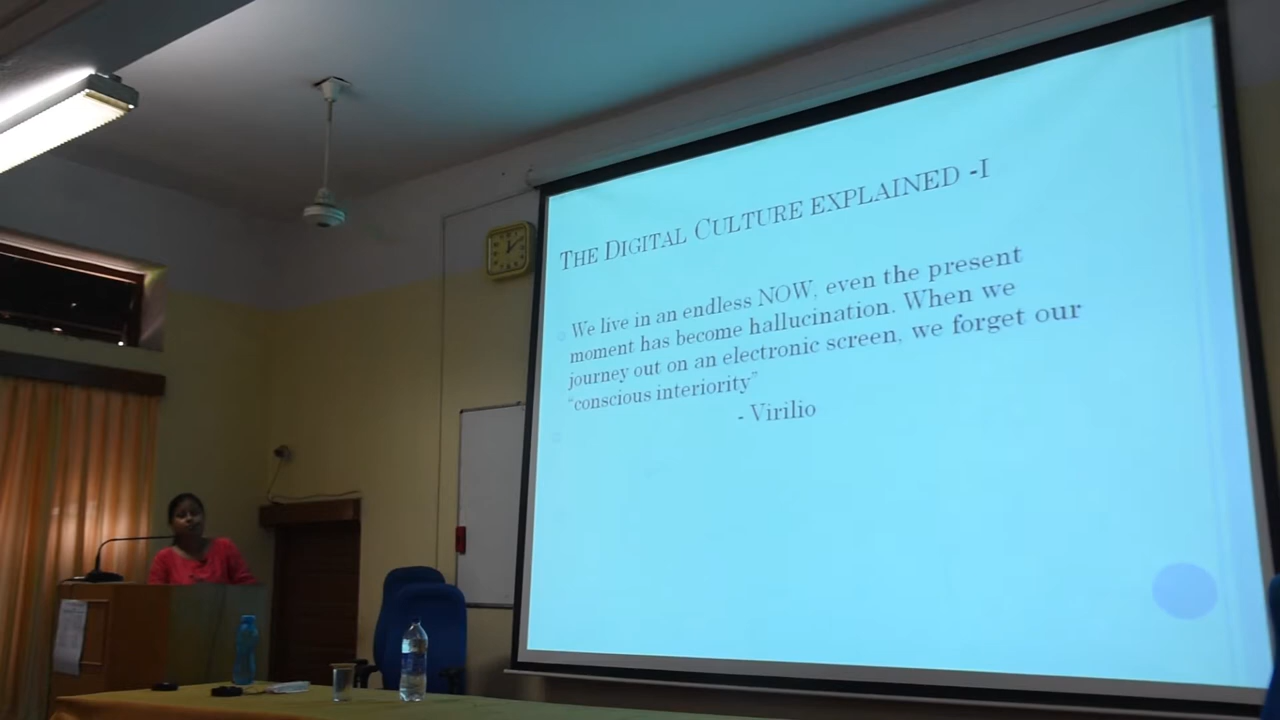 THE DIGITAL CULTURE EXPLAINED -I
We live in an endless NOW, even the present
moment has become hallucination. When we
journey out on an electronic screen, we forget our
“conscious interiority”
- Virilio